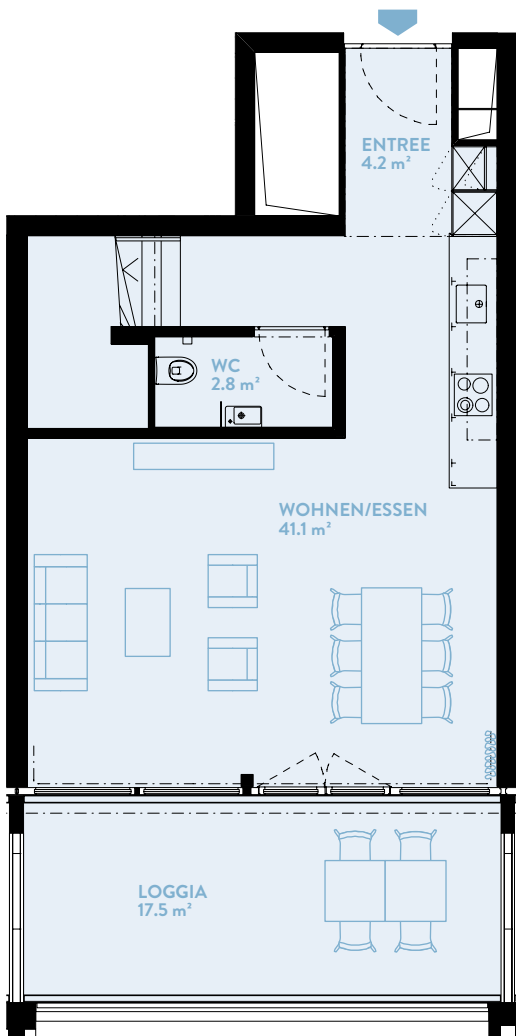 ENTREE
4.2 m²
WC
2.8 m²
WOHNEN/ESSEN
41.1 m²
LOGGIA
17.5 m²